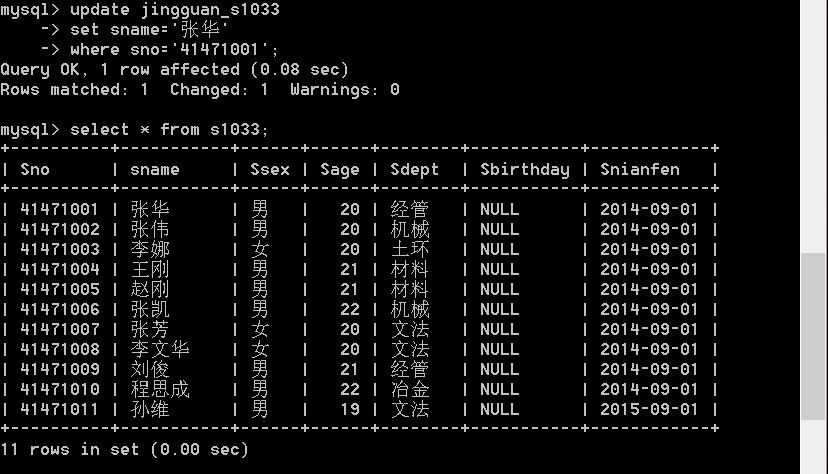 mysql> update jingguan_s1033
    -> set sname='张华'
    -> where sno='41471001';
Query OK, 1 row affected (0.08 sec)
Rows matched: 1  Changed: 1  Warnings: 0
mysql> select * from s1033;
+----------+-----------+------+------+-------+-----------+------------+
| Sno      | sname     | Ssex | Sage | Sdept | Sbirthday | Snianfen   |
+----------+-----------+------+------+-------+-----------+------------+
| 41471001 | 张华      | 男   |   20 | 经管  | NULL      | 2014-09-01 |
| 41471002 | 张伟      | 男   |   20 | 机械  | NULL      | 2014-09-01 |
| 41471003 | 李娜      | 女   |   20 | 土环  | NULL      | 2014-09-01 |
| 41471004 | 王刚      | 男   |   21 | 材料  | NULL      | 2014-09-01 |
| 41471005 | 赵刚      | 男   |   21 | 材料  | NULL      | 2014-09-01 |
| 41471006 | 张凯      | 男   |   22 | 机械  | NULL      | 2014-09-01 |
| 41471007 | 张芳      | 女   |   20 | 文法  | NULL      | 2014-09-01 |
| 41471008 | 李文华    | 女   |   20 | 文法  | NULL      | 2014-09-01 |
| 41471009 | 刘俊      | 男   |   21 | 经管  | NULL      | 2014-09-01 |
| 41471010 | 程思成    | 男   |   22 | 冶金  | NULL      | 2014-09-01 |
| 41471011 | 孙维      | 男   |   19 | 文法  | NULL      | 2015-09-01 |
+----------+-----------+------+------+-------+-----------+------------+
11 rows in set (0.00 sec)